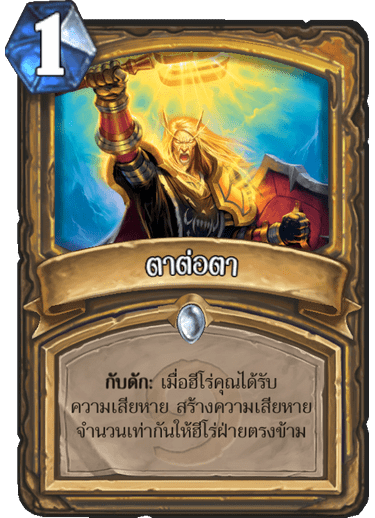 1
ตาต่อตา
กับดัก: เมื่อฮีโร่คุณได้รับ
ความเสียหาย สร้างความเสียหาย
จำนวนเท่ากันให้ฮีโร่ฝ่ายตรงข้าม